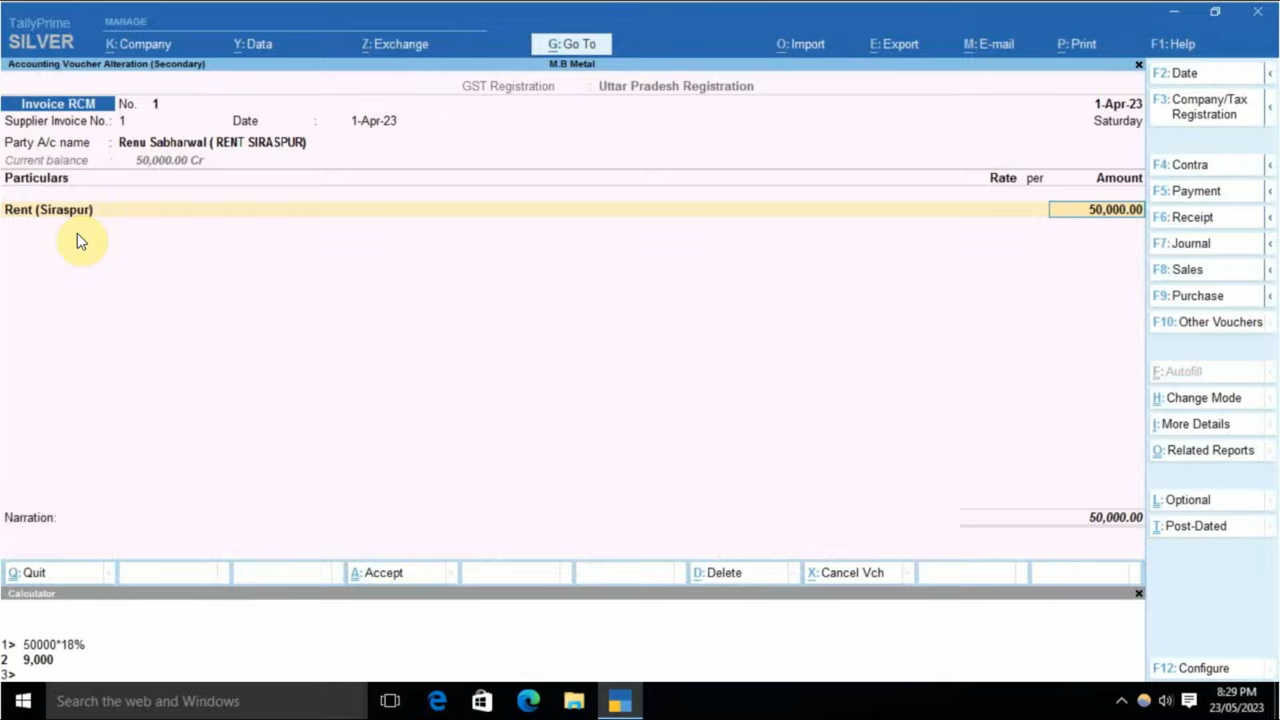 TallyPrime
MANAGE
SILVER
K: Company
Y: Data
Z: Exchange
G: Go To
O: Import
E: Export
M: E-mail
P: Print
F1: Help
Accounting Voucher Alteration (Secondary)
M.B Metal
GST Registration : Uttar Pradesh Registration
Invoice RCM No. 1
1-Apr-23
Supplier Invoice No.: 1 Date : 1-Apr-23
Saturday
Party A/c name : Renu Sabharwal ( RENT SIRASPUR)
Current balance : 50,000.00 Cr
Particulars Rate per Amount
Rent (Siraspur) 50,000.00
Narration: 50,000.00
Q: Quit
A: Accept
D: Delete
X: Cancel Vch
Calculator
1> 50000*18%
2 9,000
3>
F2: Date
F3: Company/Tax
Registration
F4: Contra
F5: Payment
F6: Receipt
F7: Journal
F8: Sales
F9: Purchase
F10: Other Vouchers
F: Autofill
H: Change Mode
I: More Details
O: Related Reports
L: Optional
T: Post-Dated
F12: Configure
Search the web and Windows
8:29 PM
23/05/2023